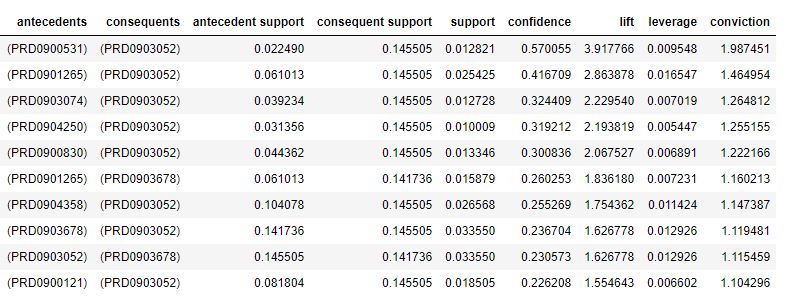 antecedents consequents antecedent support consequent support support confidence lift leverage conviction
(PRD0900531) (PRD0903052) 0.022490 0.145505 0.012821 0.570055 3.917766 0.009548 1.987451
(PRD0901265) (PRD0903052) 0.061013 0.145505 0.025425 0.416709 2.863878 0.016547 1.464954
(PRD0903074) (PRD0903052) 0.039234 0.145505 0.012728 0.324409 2.229540 0.007019 1.264812
(PRD0904250) (PRD0903052) 0.031356 0.145505 0.010009 0.319212 2.193819 0.005447 1.255155
(PRD0900830) (PRD0903052) 0.044362 0.145505 0.013346 0.300836 2.067527 0.006891 1.222166
(PRD0901265) (PRD0903678) 0.061013 0.141736 0.015879 0.260253 1.836180 0.007231 1.160213
(PRD0904358) (PRD0903052) 0.104078 0.145505 0.026568 0.255269 1.754362 0.011424 1.147387
(PRD0903678) (PRD0903052) 0.141736 0.145505 0.033550 0.236704 1.626778 0.012926 1.119481
(PRD0903052) (PRD0903678) 0.145505 0.141736 0.033550 0.230573 1.626778 0.012926 1.115459
(PRD0900121) (PRD0903052) 0.081804 0.145505 0.018505 0.226208 1.554643 0.006602 1.104296